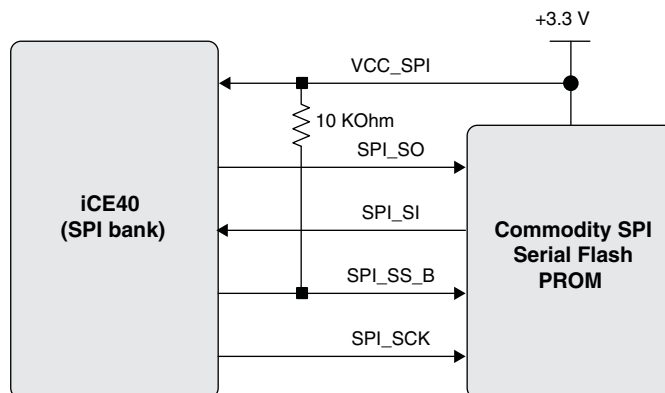 +3.3 V
VCC_SPI
10 KOhm
SPI_SO
iCE40
(SPI bank)
SPI_SI
Commodity SPI
Serial Flash
PROM
SPI_SS_B
SPI_SCK